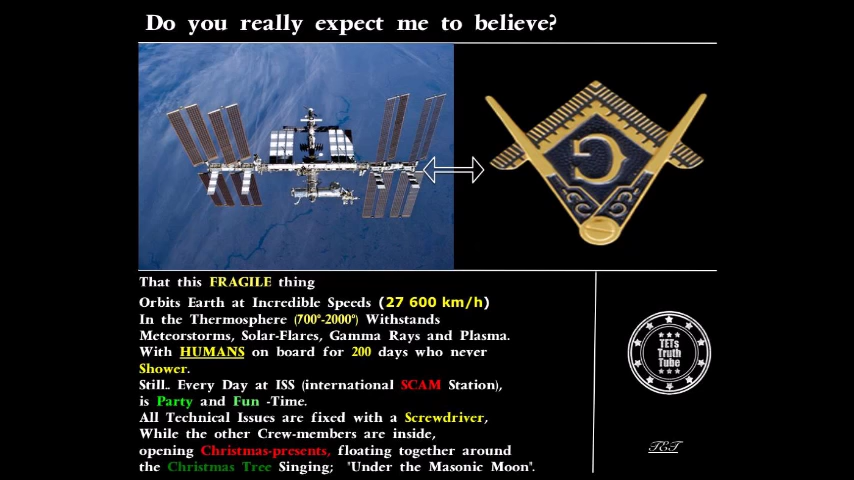 Do you really expect me to believe?
That this FRAGILE thing
Orbits Earth at Incredible Speeds (27 600 km/h)
In the Thermosphere (700°-2000°) Withstands
Meteorstorms, Solar-Flares, Gamma Rays and Plasma.
With HUMANS on board for 200 days who never
Shower.
Still.. Every Day at ISS (international SCAM Station),
is Party and Fun -Time.
All Technical Issues are fixed with a Screwdriver,
While the other Crew-members are inside,
opening Christmas-presents, floating together around
the Christmas Tree Singing; "Under the Masonic Moon".
TETs
Truth
Tube
TET